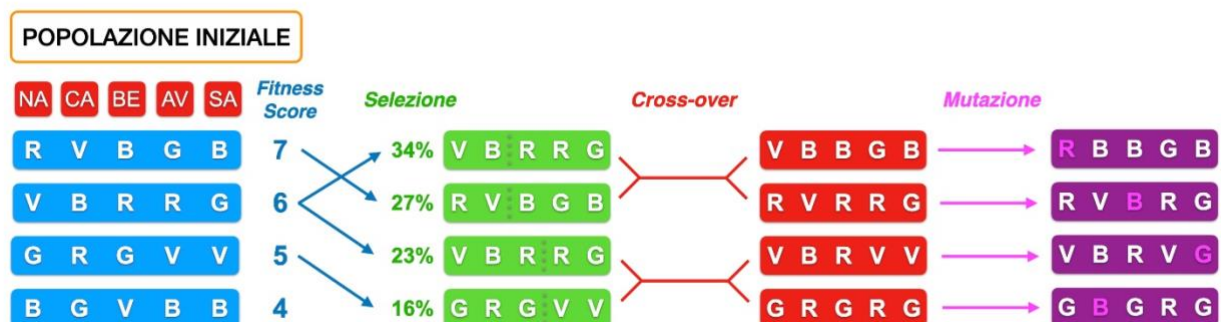 POPOLAZIONE INIZIALE
NA CA BE AV SA Fitness Score Selezione Cross-over Mutazione
R V B G B 7 34% V B R R G V B B G B R B B G B
V B R R G 6 27% R V B G B R V R R G R V B R G
G R G V V 5 23% V B R R G V B R V V V B R V G
B G V B B 4 16% G R G V V G R G R G G B G R G